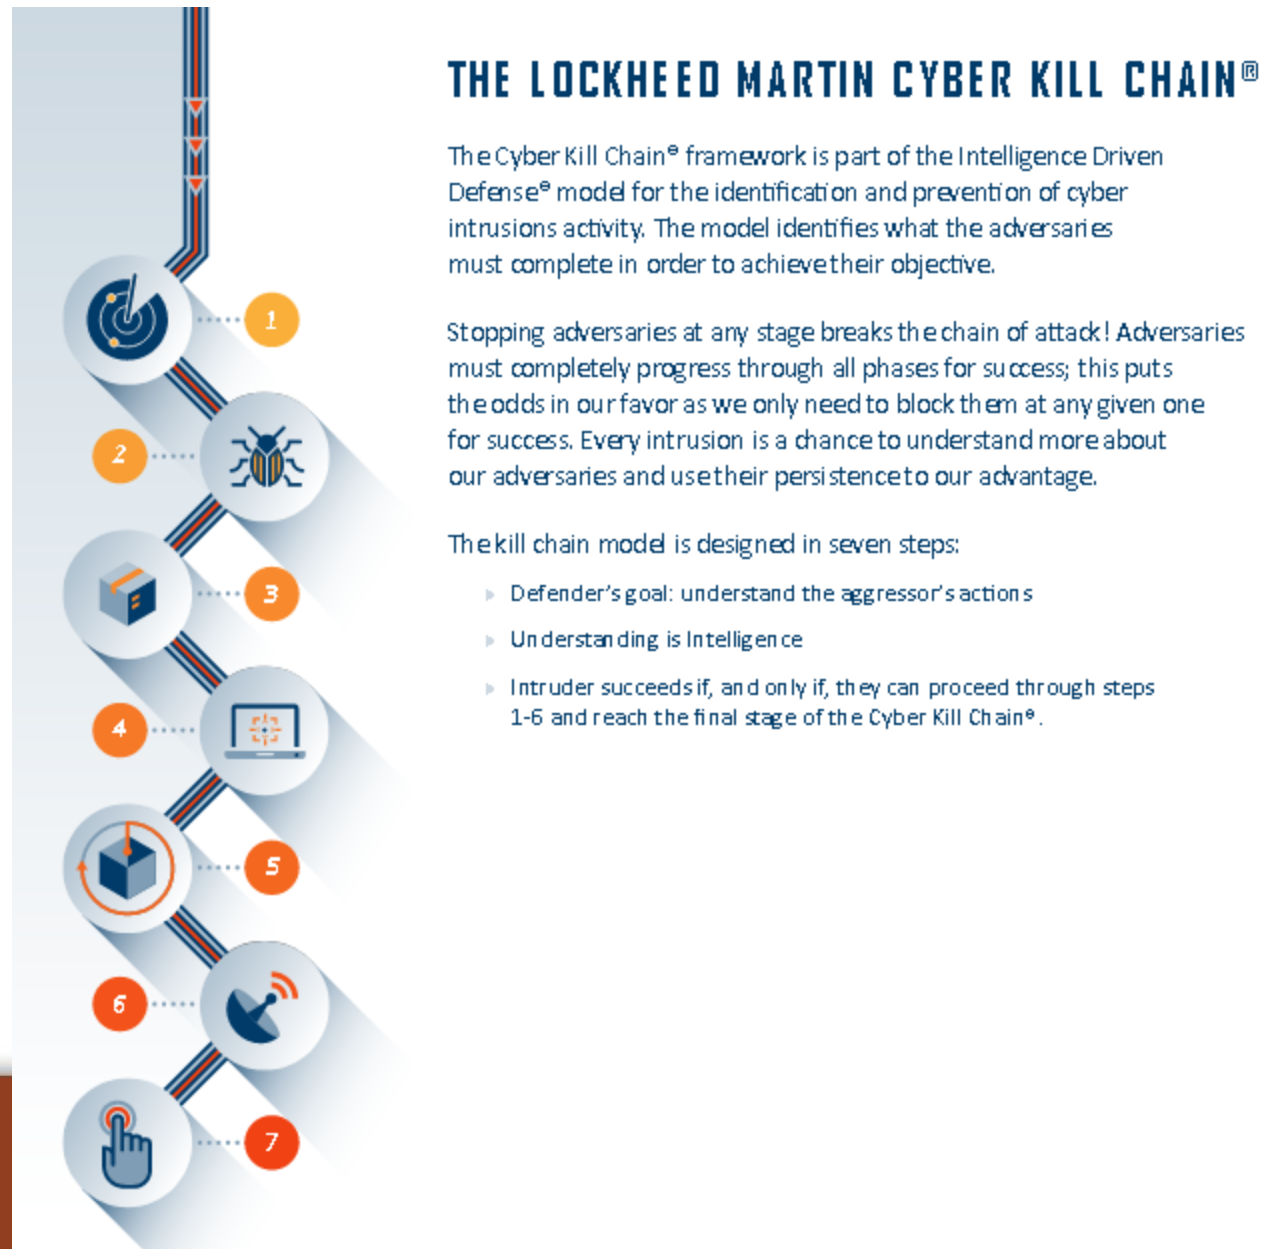 THE LOCKHEED MARTIN CYBER KILL CHAIN®
The Cyber Kill Chain® framework is part of the Intelligence Driven
Defense® model for the identification and prevention of cyber
intrusions activity. The model identifies what the adversaries
must complete in order to achieve their objective.
Stopping adversaries at any stage breaks the chain of attack! Adversaries
must completely progress through all phases for success; this puts
the odds in our favor as we only need to block them at any given one
for success. Every intrusion is a chance to understand more about
our adversaries and use their persistence to our advantage.
The kill chain model is designed in seven steps:
Defender's goal: understand the aggressor's actions
Understanding is Intelligence
Intruder succeeds if, and only if, they can proceed through steps
1-6 and reach the final stage of the Cyber Kill Chain®.
1
2
3
4
5
6
7